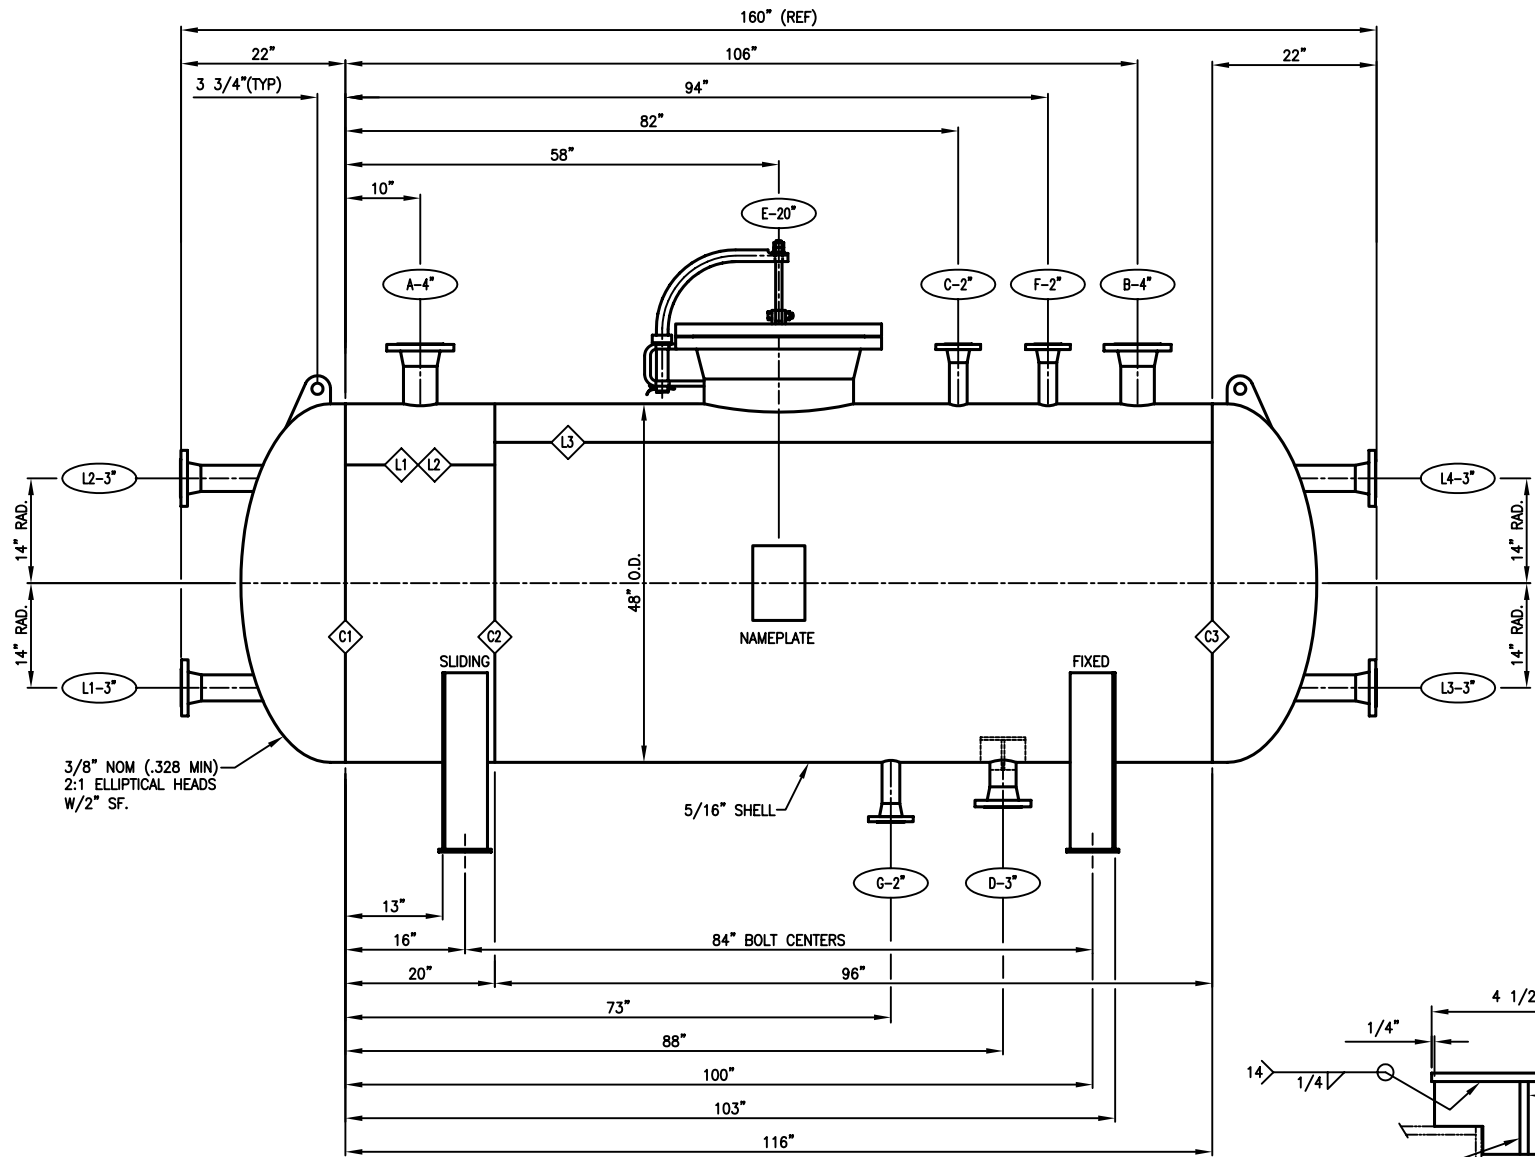 160" (REF)
22"
106"
22"
3 3/4"(TYP)
94"
82"
58"
10"
E-20"
A-4"
C-2"
F-2"
B-4"
L3
L1
L2
L2-3"
L4-3"
14" RAD.
14" RAD.
48" O.D.
14" RAD.
14" RAD.
NAMEPLATE
C1
C2
C3
SLIDING
FIXED
L1-3"
L3-3"
3/8" NOM (.328 MIN)
2:1 ELLIPTICAL HEADS
W/2" SF.
5/16" SHELL
G-2"
D-3"
13"
16"
84" BOLT CENTERS
20"
96"
73"
4 1/2
1/4"
88"
14
1/4
100"
103"
116"